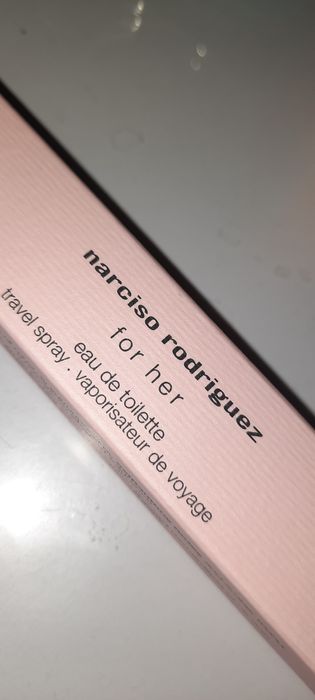 narciso rodriguez
for her
eau de toilette
travel spray . vaporisateur de voyage